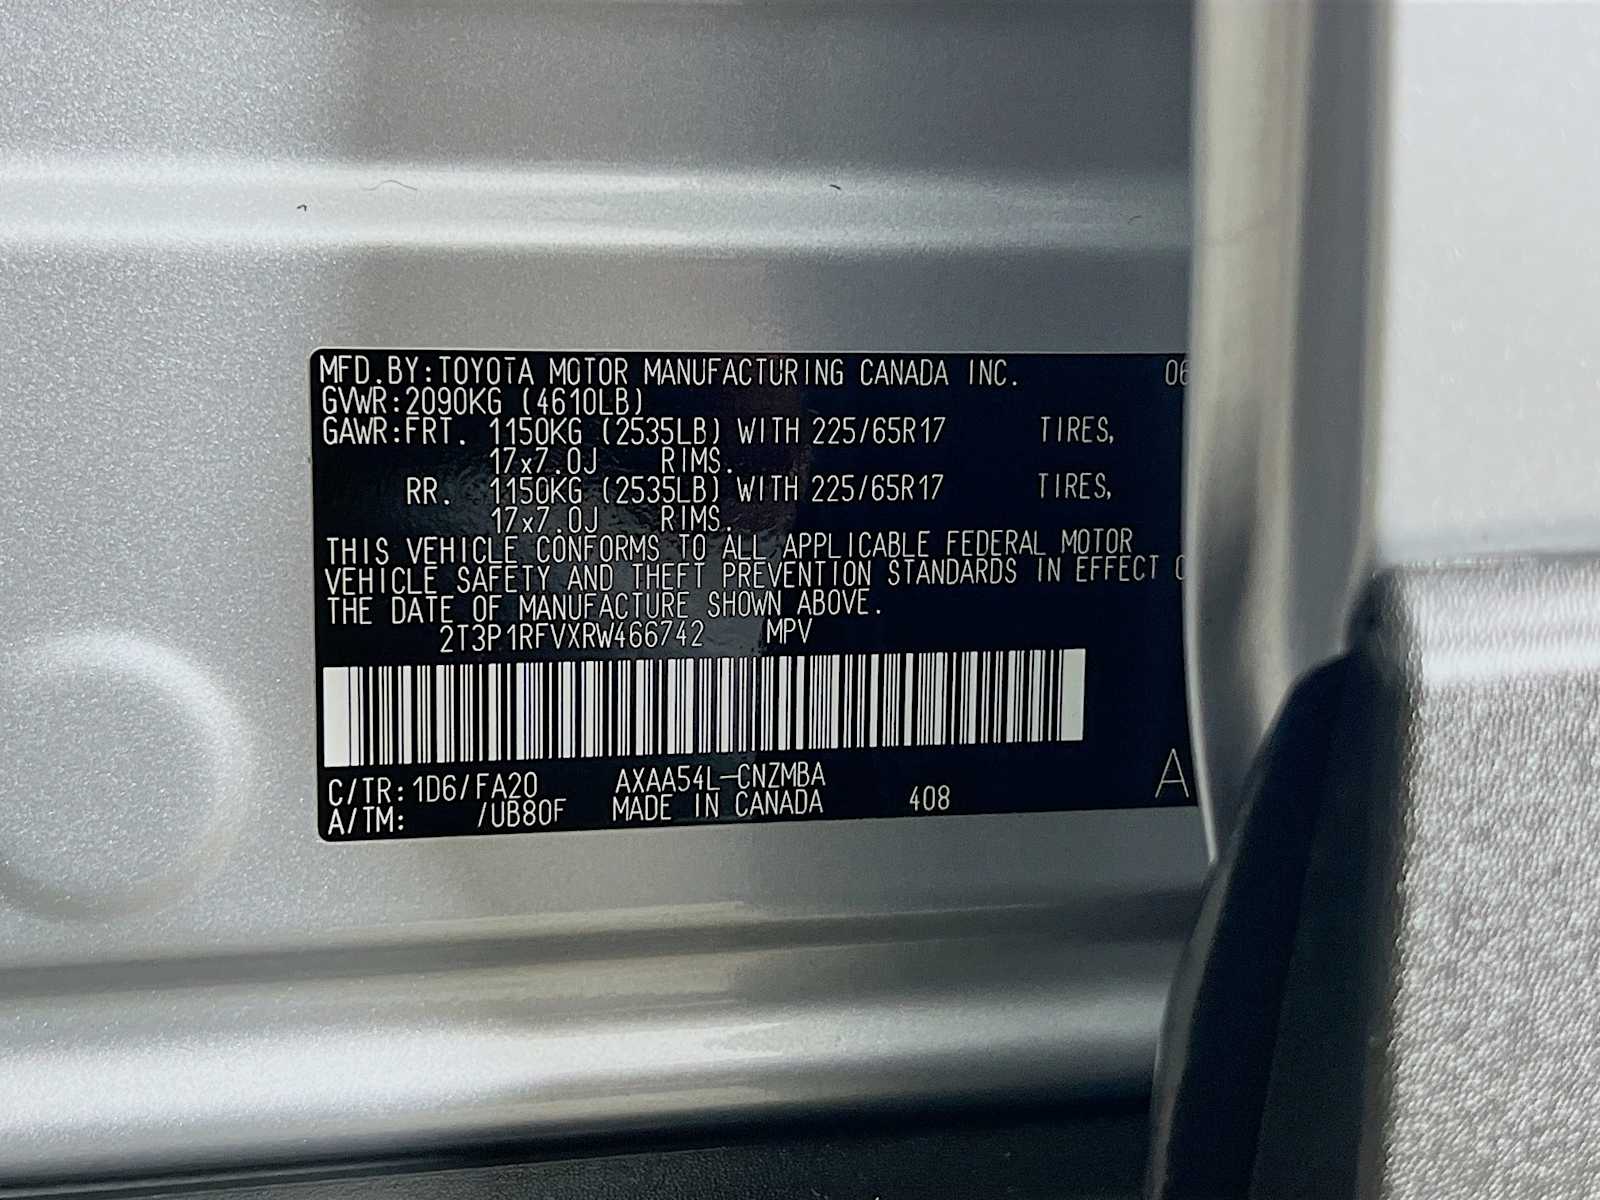 MFD.BY:TOYOTA MOTOR MANUFACTURING CANADA INC. 06
GVWR:2090KG (4610LB)
GAWR:FRT. 1150KG (2535LB) WITH 225/65R17 TIRES,
17x7.0J RIMS.
RR. 1150KG (2535LB) WITH 225/65R17 TIRES,
17x7.0J RIMS.
THIS VEHICLE CONFORMS TO ALL APPLICABLE FEDERAL MOTOR
VEHICLE SAFETY AND THEFT PREVENTION STANDARDS IN EFFECT
THE DATE OF MANUFACTURE SHOWN ABOVE.
2T3P1RFVXRW466742 MPV
C/TR:1D6/FA20 AXAA54L-CNZMBA
A/TM: /UB80F MADE IN CANADA 408 A